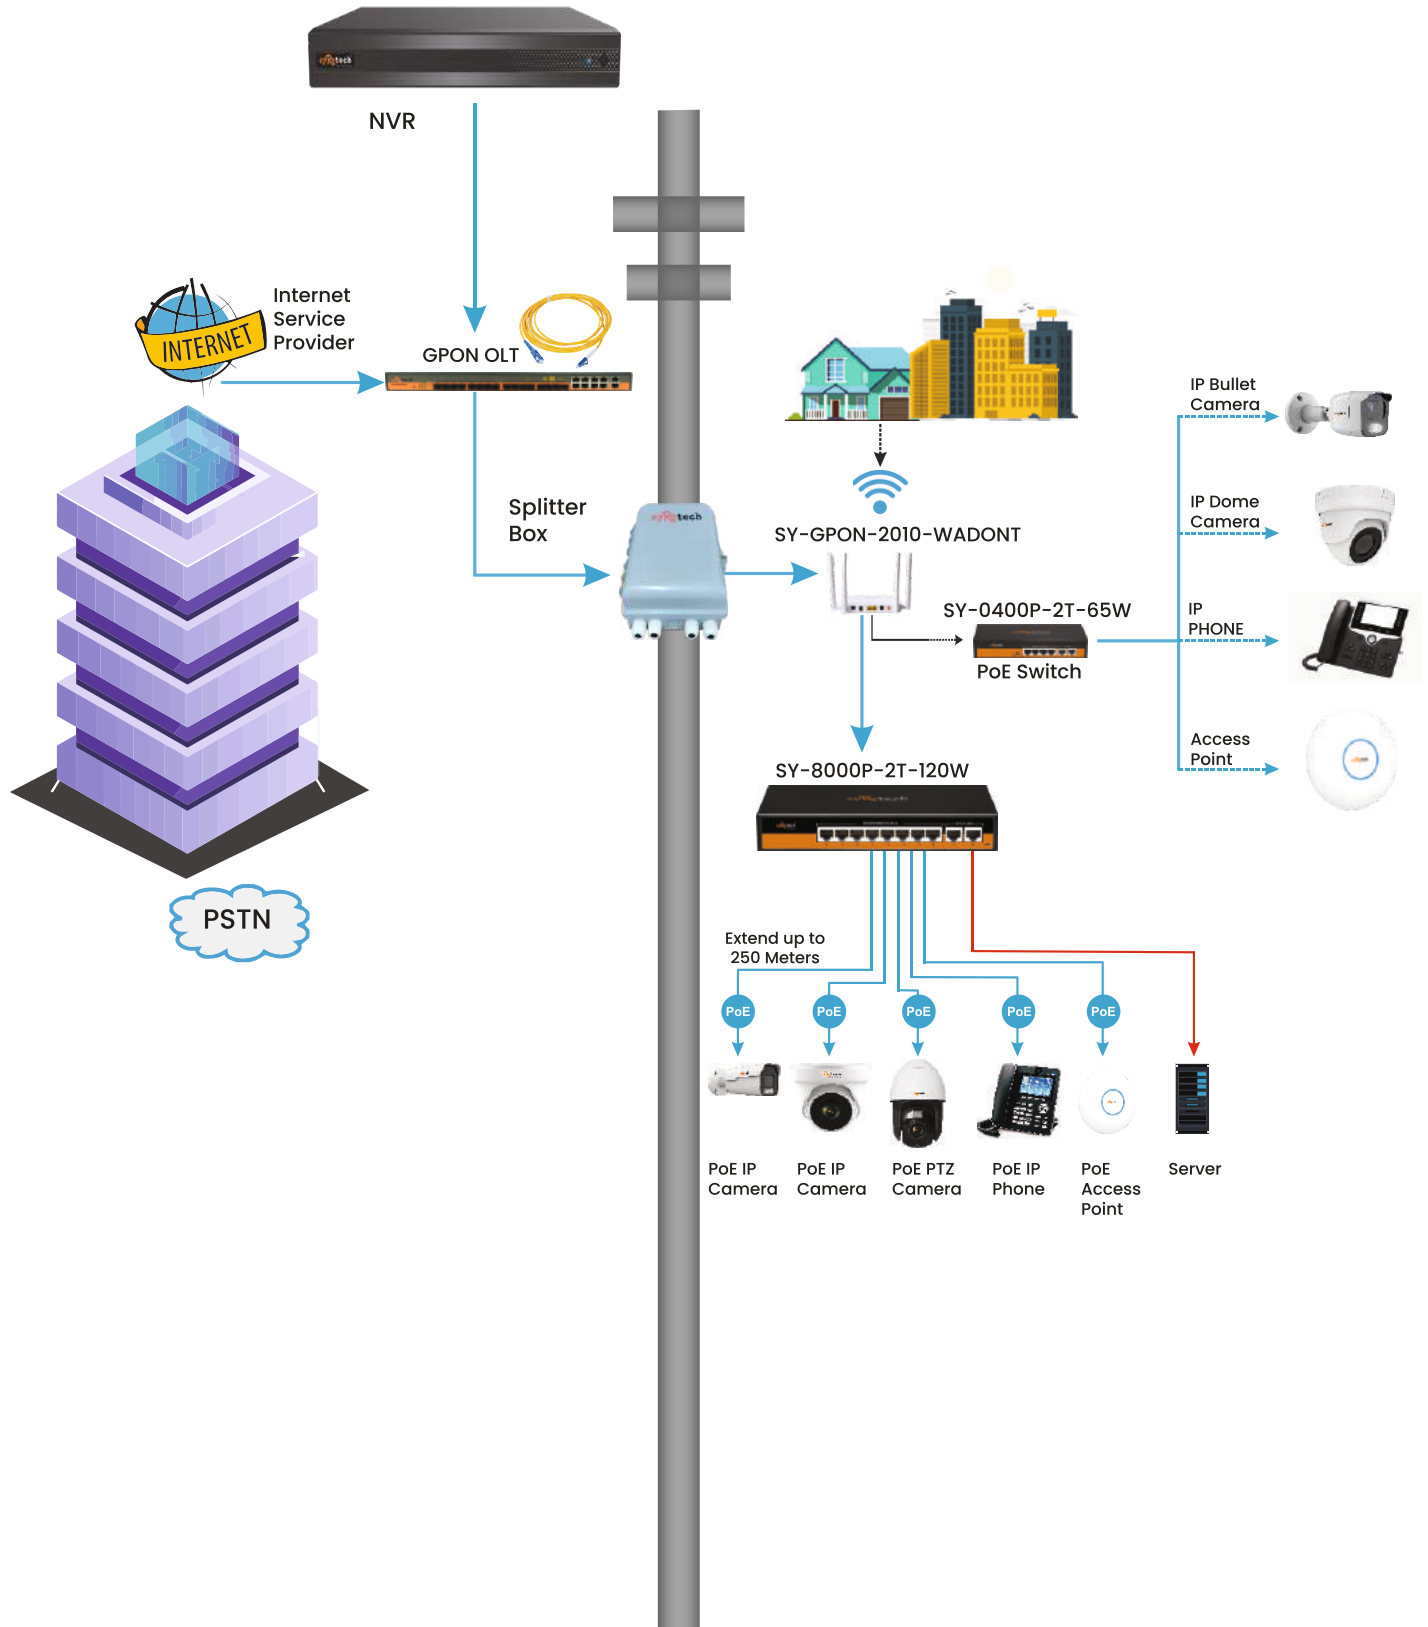 NVR
Internet
Service
Provider
INTERNET
GPON OLT
Splitter
Box
tech
SY-GPON-2010-WADONT
SY-0400P-2T-65W
PoE Switch
IP Bullet
Camera
IP Dome
Camera
IP
PHONE
Access
Point
SY-8000P-2T-120W
PSTN
Extend up to
250 Meters
PoE
PoE
PoE
PoE
PoE
PoE IP
Camera
PoE IP
Camera
PoE PTZ
Camera
PoE IP
Phone
PoE
Access
Point
Server